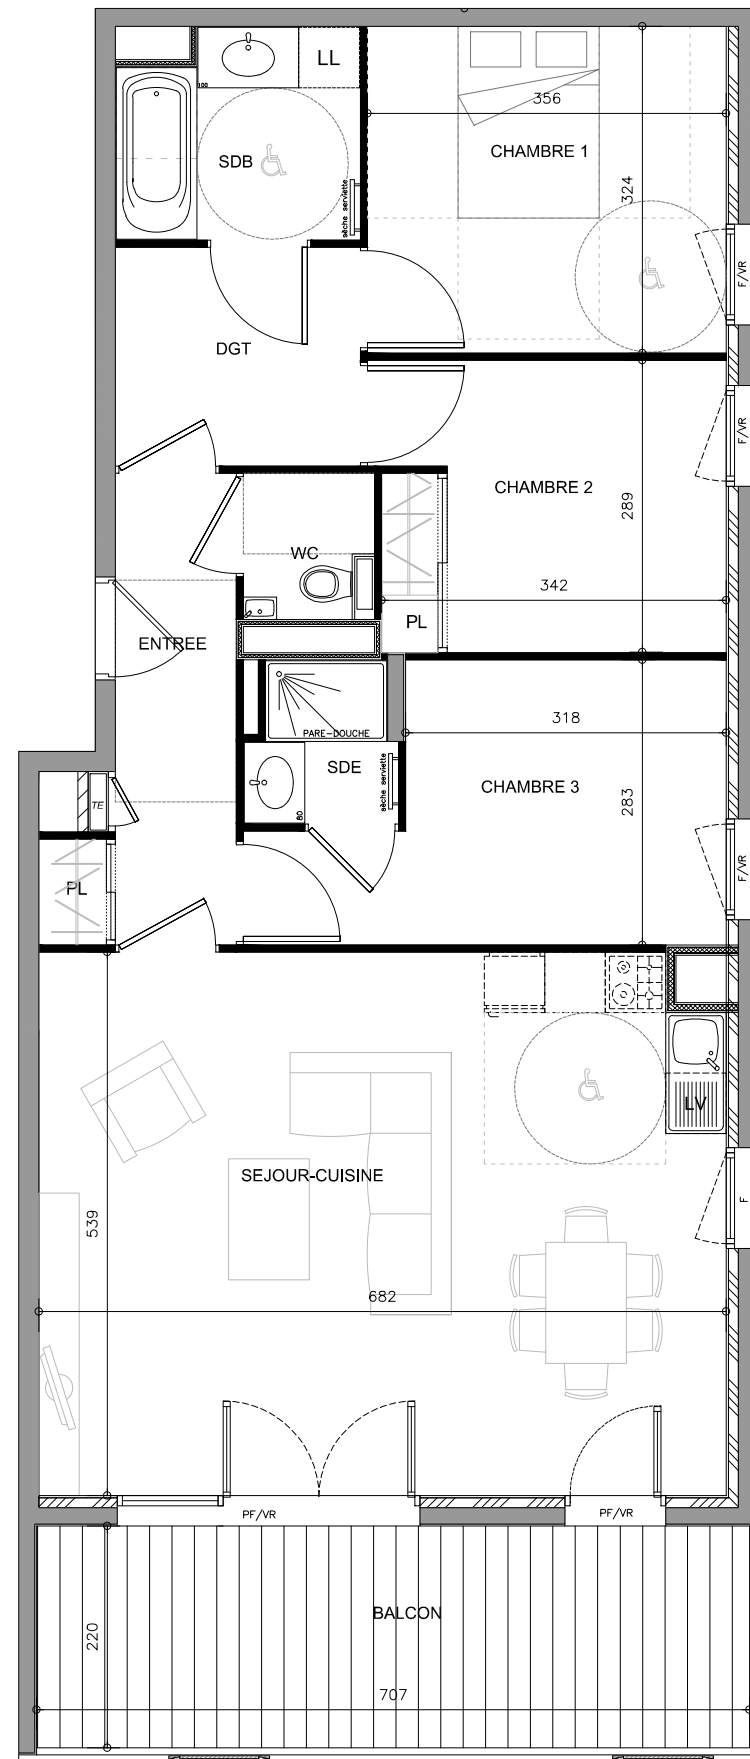 LL
100
356
CHAMBRE 1
SDB
sèche serviette
324
F/VR
DGT
F/VR
CHAMBRE 2
289
WC
342
PL
ENTREE
318
PARE-DOUCHE
SDE
sèche serviette
CHAMBRE 3
283
TE
80
F/VR
PL
LV
SEJOUR-CUISINE
F
539
682
PF/VR
PF/VR
BALCON
220
707